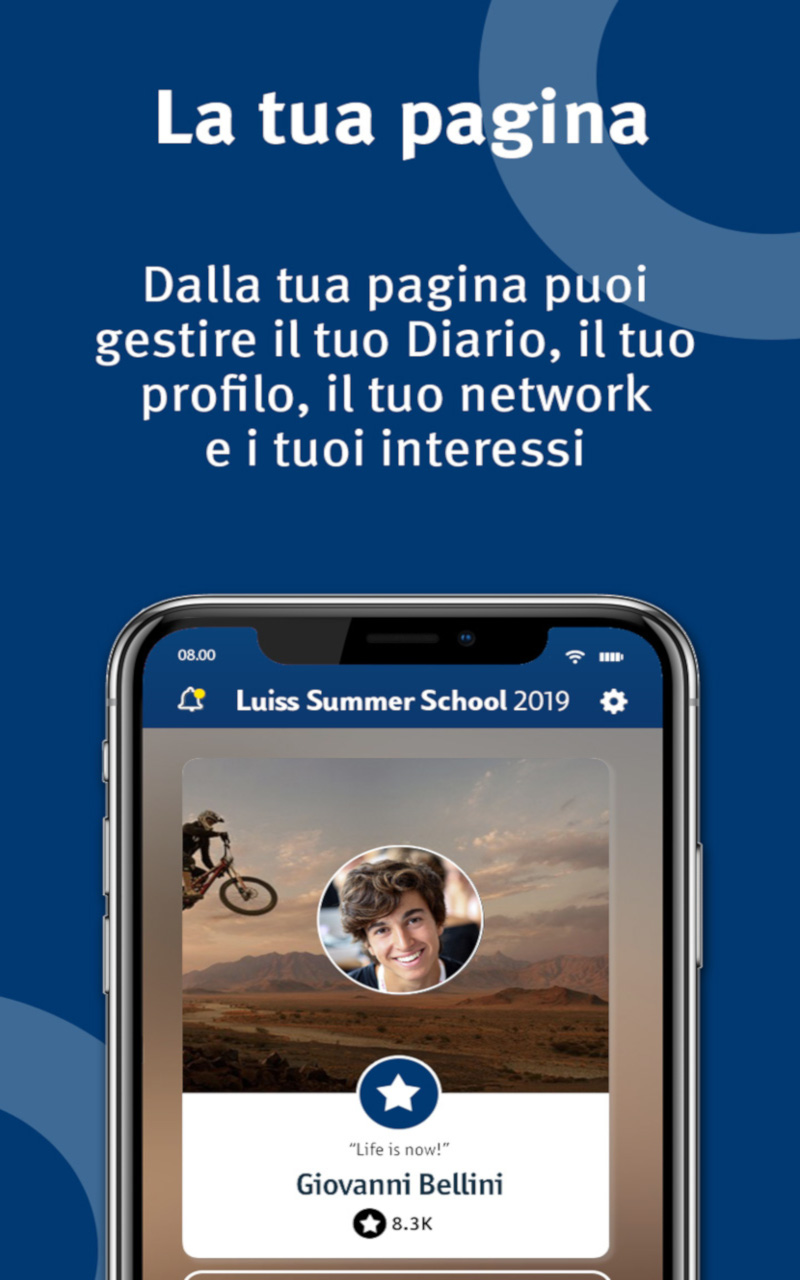 La tua pagina
Dalla tua pagina puoi
gestire il tuo Diario, il tuo
profilo, il tuo network
e i tuoi interessi
08.00
Luiss Summer School 2019
“Life is now!”
Giovanni Bellini
8.3K